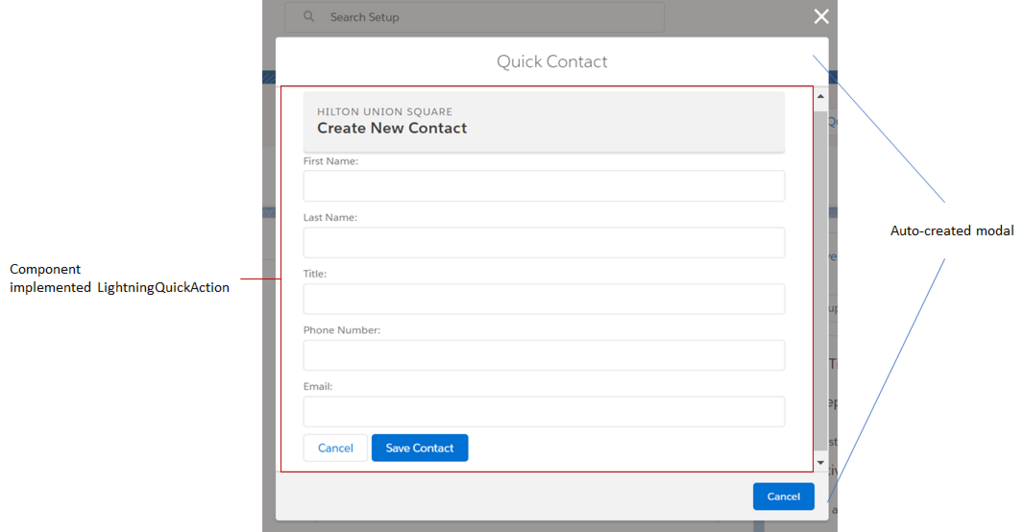 Search Setup
Quick Contact
HILTON UNION SQUARE
Create New Contact
First Name:
Last Name:
Title:
Phone Number:
Email:
Cancel
Save Contact
Cancel
Component
implemented LightningQuickAction
Auto-created modal